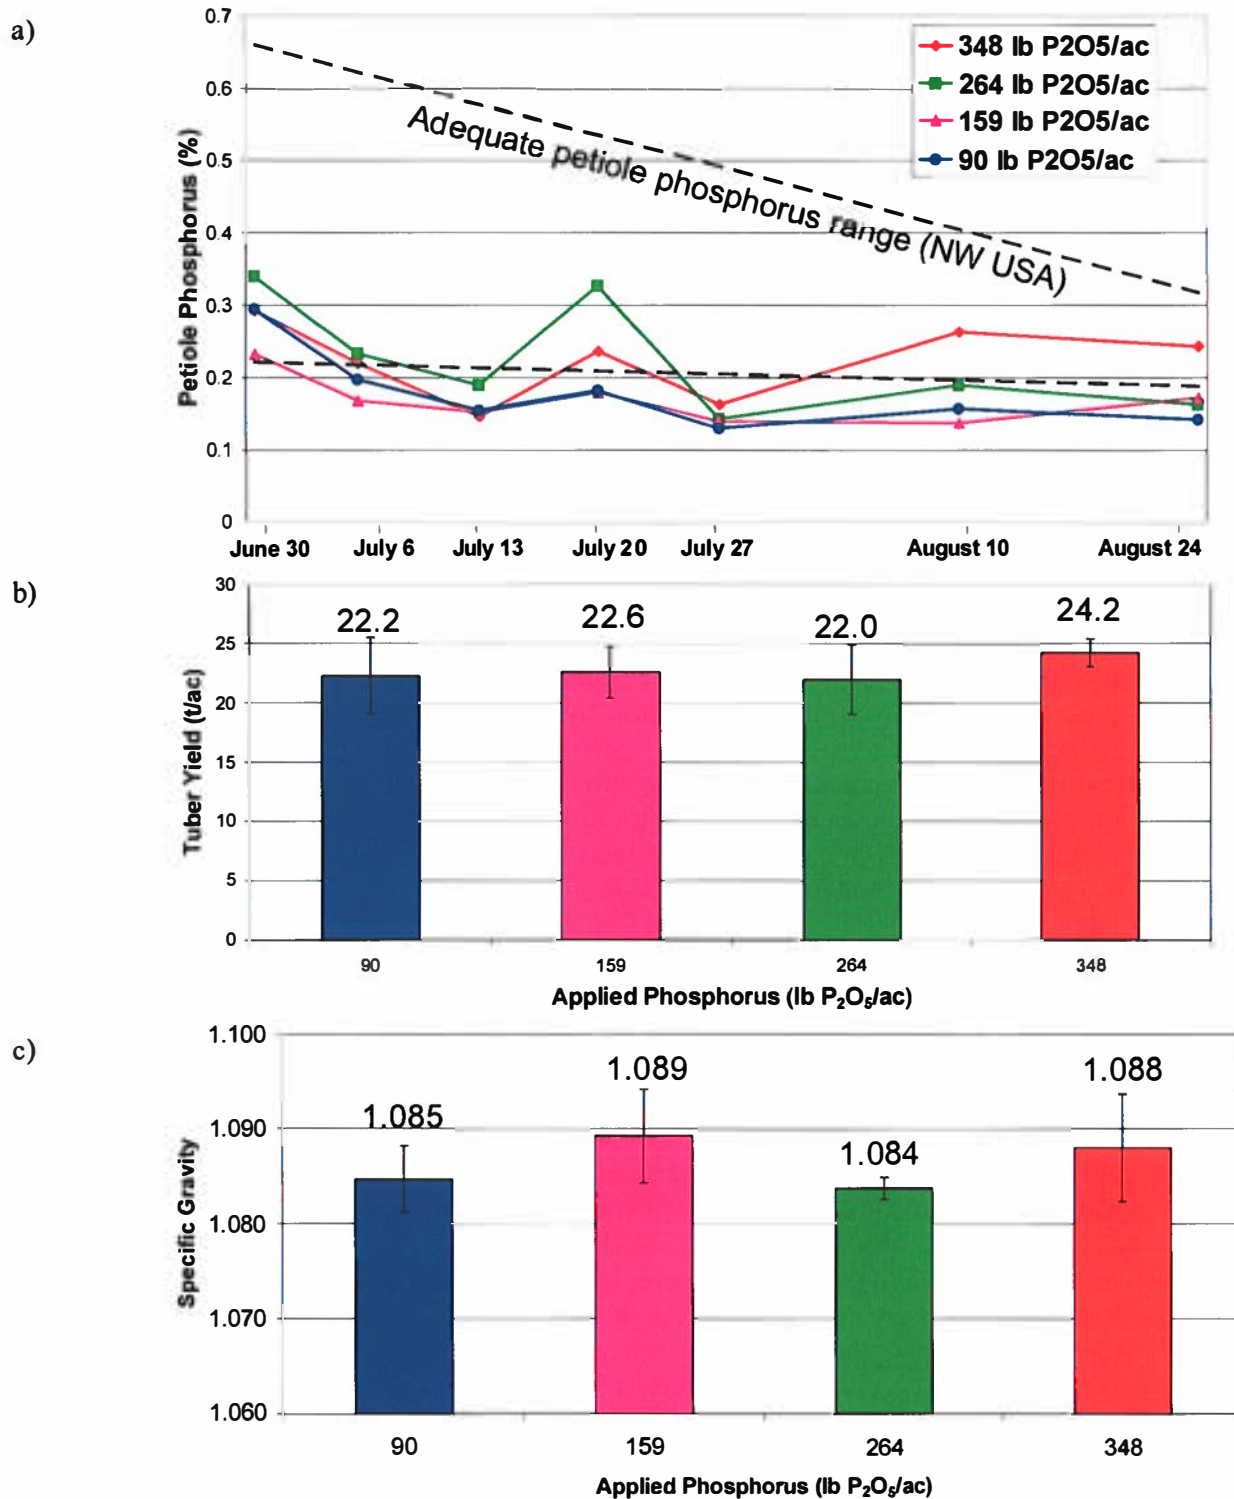 a)
0.7
0.6
0.5
0.4
0.3
0.2
0.1
0
Petiole Phosphorus (%)
348 lb P2O5/ac
264 lb P2O5/ac
159 lb P2O5/ac
90 lb P2O5/ac
Adequate petiole phosphorus range (NW USA)
June 30 July 6 July 13 July 20 July 27 August 10 August 24
b)
30
25
20
15
10
5
0
Tuber Yield (t/ac)
22.2 22.6 22.0 24.2
90 159 264 348
Applied Phosphorus (lb P₂O₅/ac)
c)
1.100
1.090
1.080
1.070
1.060
Specific Gravity
1.085 1.089 1.084 1.088
90 159 264 348
Applied Phosphorus (lb P₂O₅/ac)